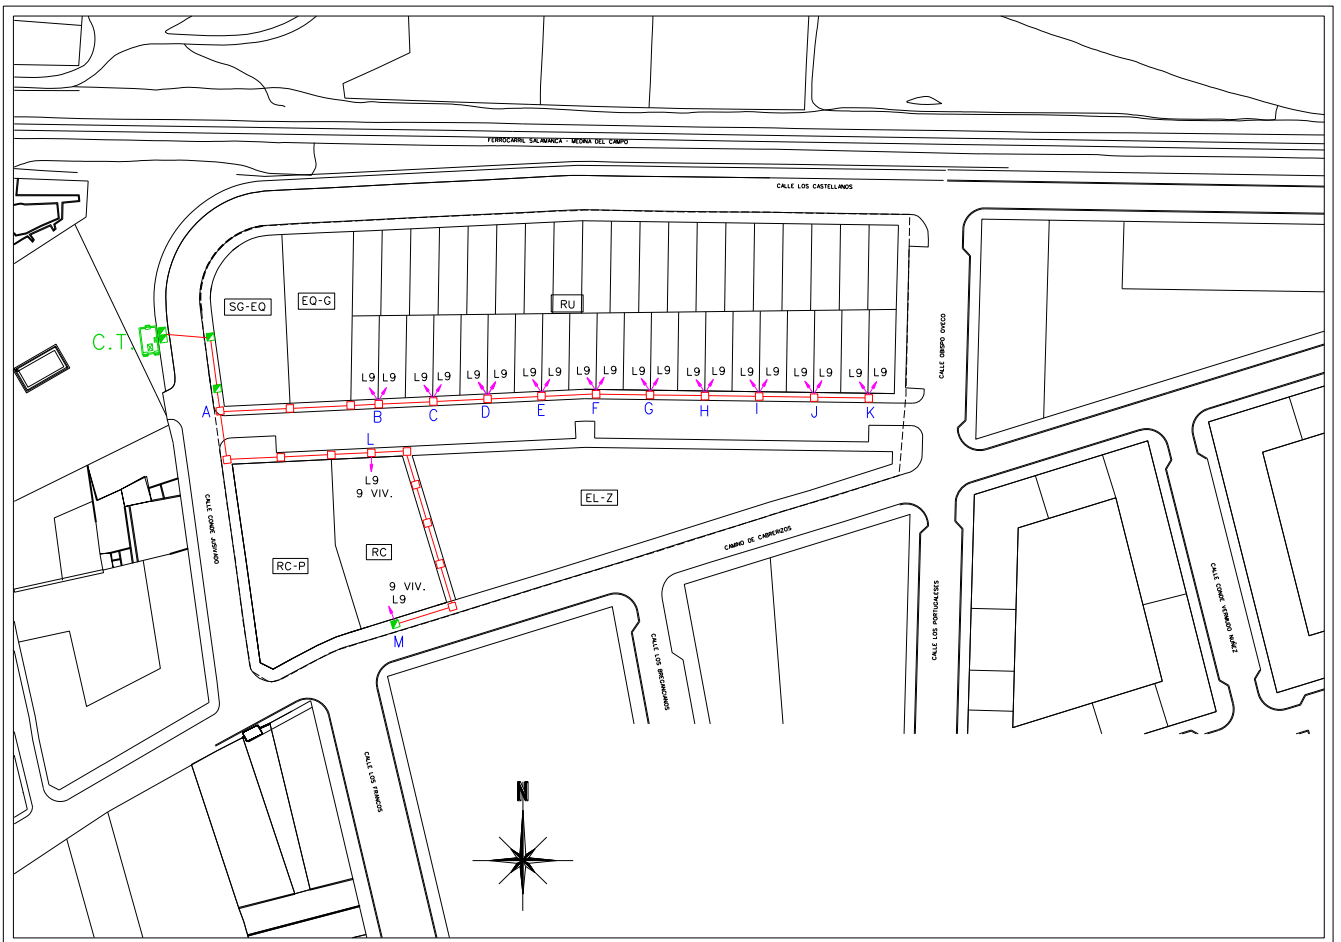 FERROCARRIL SALAMANCA - MEDINA DEL CAMPO
CALLE LOS CASTELLANOS
SG-EQ
EQ-G
RU
C.T.
CALLE OBISPO OVECO
L9 L9 L9 L9 L9 L9 L9 L9 L9 L9 L9 L9 L9 L9 L9 L9 L9 L9 L9 L9
A B C D E F G H I J K
L
L9
9 VIV.
EL-Z
CALLE CONDE JUSIVADO
CAMINO DE CABRERIZOS
RC
RC-P
9 VIV.
L9
M
CALLE LOS PORTUGALESES
CALLE CONDE VERMUDO NUÑEZ
CALLE LOS BREGANCIANOS
CALLE LOS FRANCOS
N